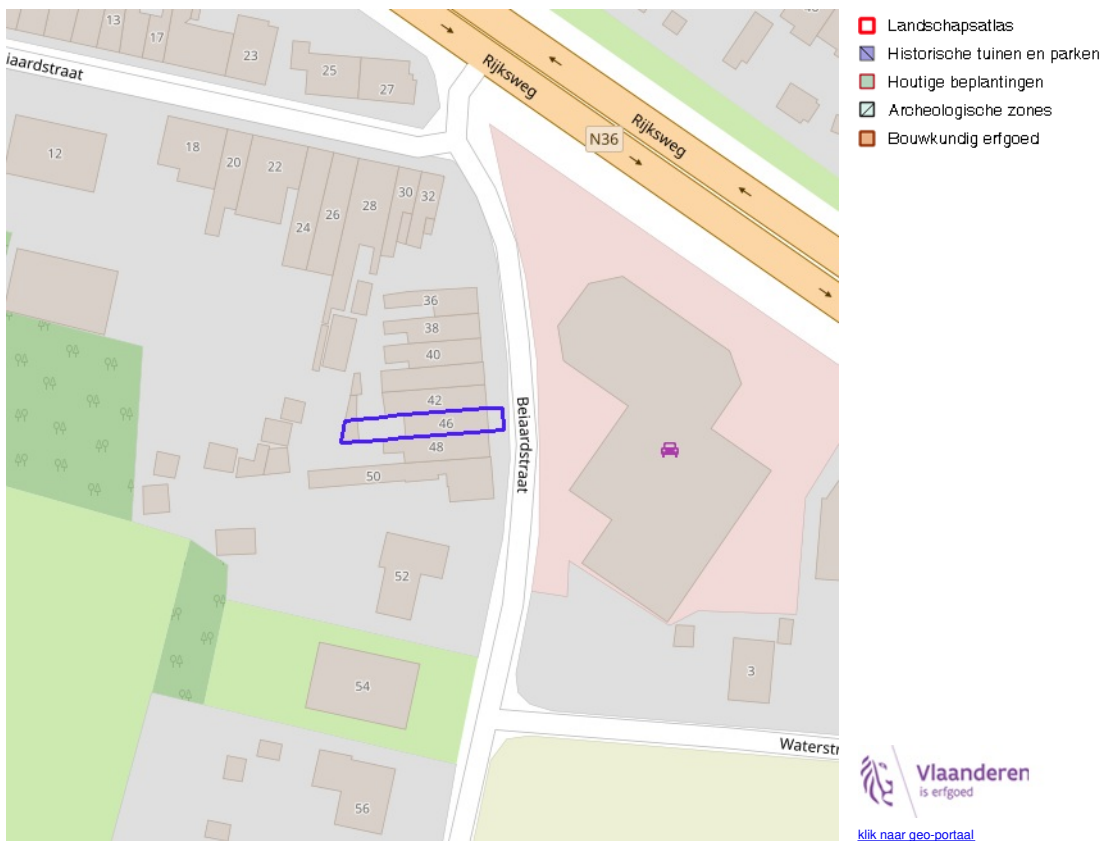 13
17
23
25
27
iaardstraat
Rijksweg
Rijksweg
N36
12
18
20
22
24
26
28
30
32
36
38
40
42
46
48
50
52
54
56
3
Beiaardstraat
Waterstr
Landschapsatlas
Historische tuinen en parken
Houtige beplantingen
Archeologische zones
Bouwkundig erfgoed
Vlaanderen
is erfgoed
klik naar geo-portaal